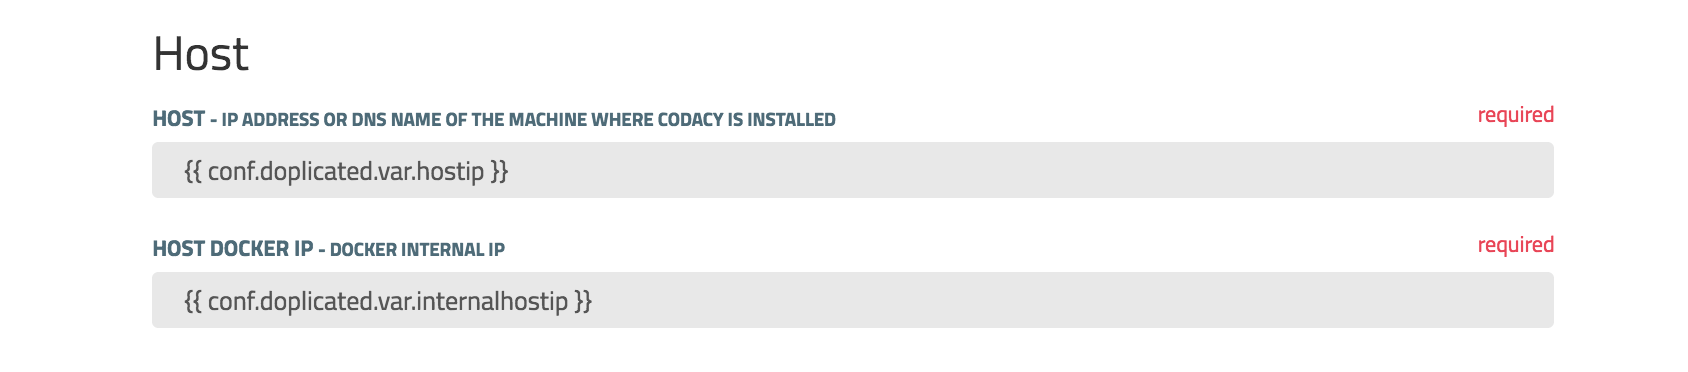 Host
HOST - IP ADDRESS OR DNS NAME OF THE MACHINE WHERE CODACY IS INSTALLED
required
{{ conf.doplicated.var.hostip }}
HOST DOCKER IP - DOCKER INTERNAL IP
required
{{ conf.doplicated.var.internalhostip }}